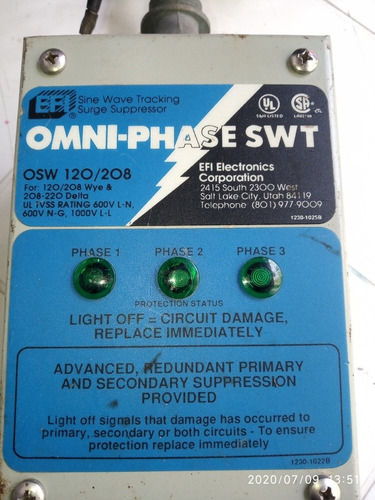 EFI Sine Wave Tracking
Surge Suppressor
UL SA
OMNI-PHASE SWT
OSW 120/208
For: 120/208 Wye &
208-220 Delta
UL TVSS RATING 600V L-N,
600V N-G, 1000V L-L
EFI Electronics
Corporation
2415 South 2300 West
Salt Lake City, Utah 84119
Telephone (801) 977-9009
1230-1025B
PHASE 1 PHASE 2 PHASE 3
PROTECTION STATUS
LIGHT OFF = CIRCUIT DAMAGE,
REPLACE IMMEDIATELY
ADVANCED, REDUNDANT PRIMARY
AND SECONDARY SUPPRESSION
PROVIDED
Light off signals that damage has occurred to
primary, secondary or both circuits - To ensure
protection replace immediately
1230-1022B
2020/07/09 13:51